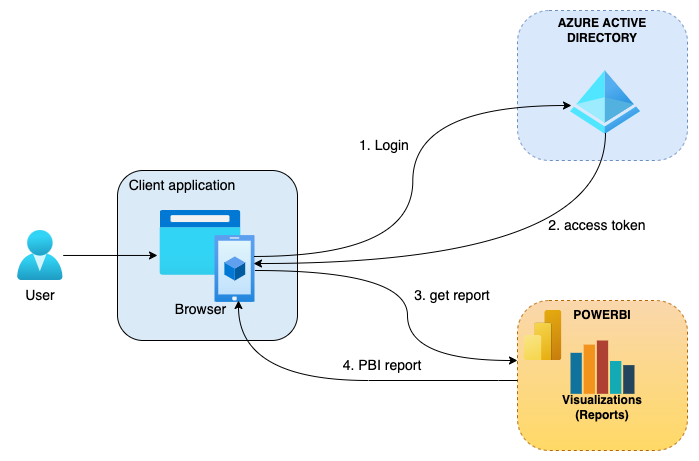 AZURE ACTIVE
DIRECTORY
1. Login
Client application
2. access token
User
Browser
3. get report
POWERBI
4. PBI report
Visualizations
(Reports)